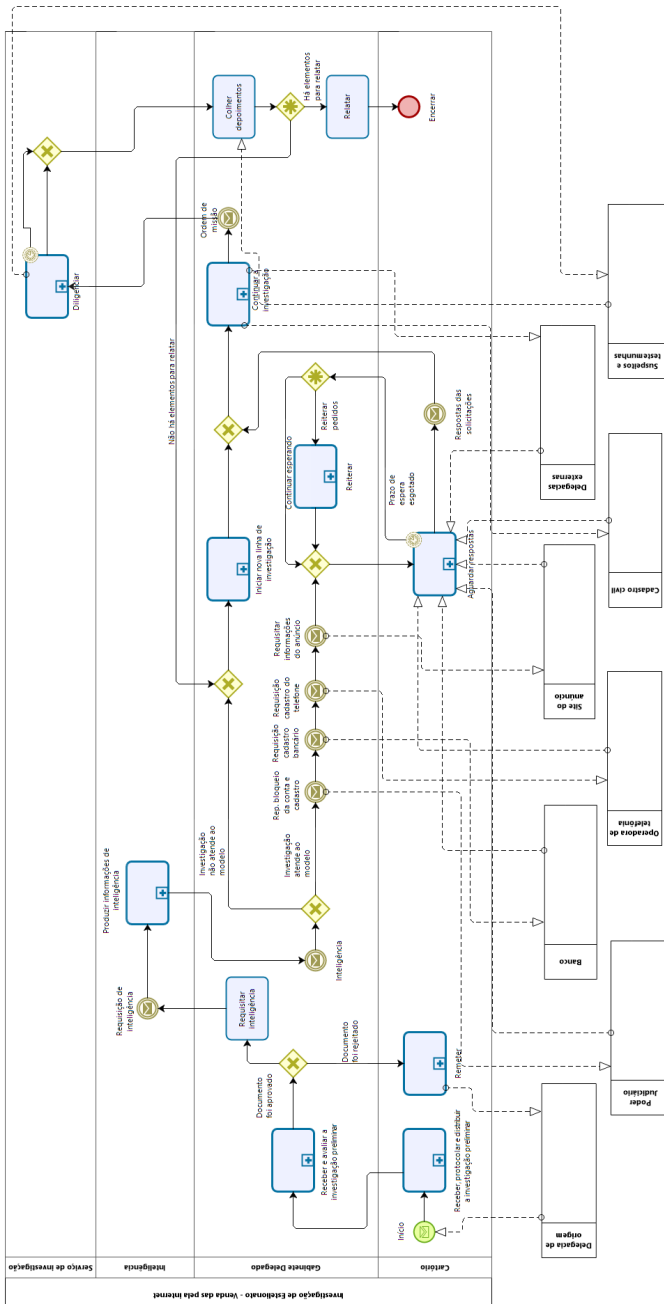 Investigação de Estelionato - Venda das pela internet
Serviço de investigação
Inteligência
Gabinete Delegado
Cartório
Diligenciar
Colher
depoimentos
Há elementos
para relatar
Relatar
Encerrar
Ordem de
missão
Continuar a
investigação
Não há elementos para relatar
Iniciar nova linha de
investigação
Continuar esperando
Reiterar
pedidos
Reiterar
Prazo de
espera
esgotado
Respostas das
solicitações
Aguardar respostas
Requisitar
informações
do anúncio
Requisição
cadastro do
telefone
Requisição
cadastro
bancário
Rep. bloqueio
da conta e
cadastro
Investigação
atende ao
modelo
Investigação
não atende ao
modelo
Produzir informações de
inteligência
Requisição de
inteligência
Inteligência
Requisitar
inteligência
Documento
foi aprovado
Documento
foi rejeitado
Remeter
Receber e avaliar a
investigação preliminar
Receber, protocolar e distribuir
a investigação preliminar
Início
Suspeitos e
testemunhas
Delegacias
externas
Cadastro civil
Site do
anúncio
Operadora de
telefonia
Banco
Poder
Judiciário
Delegacia de
origem